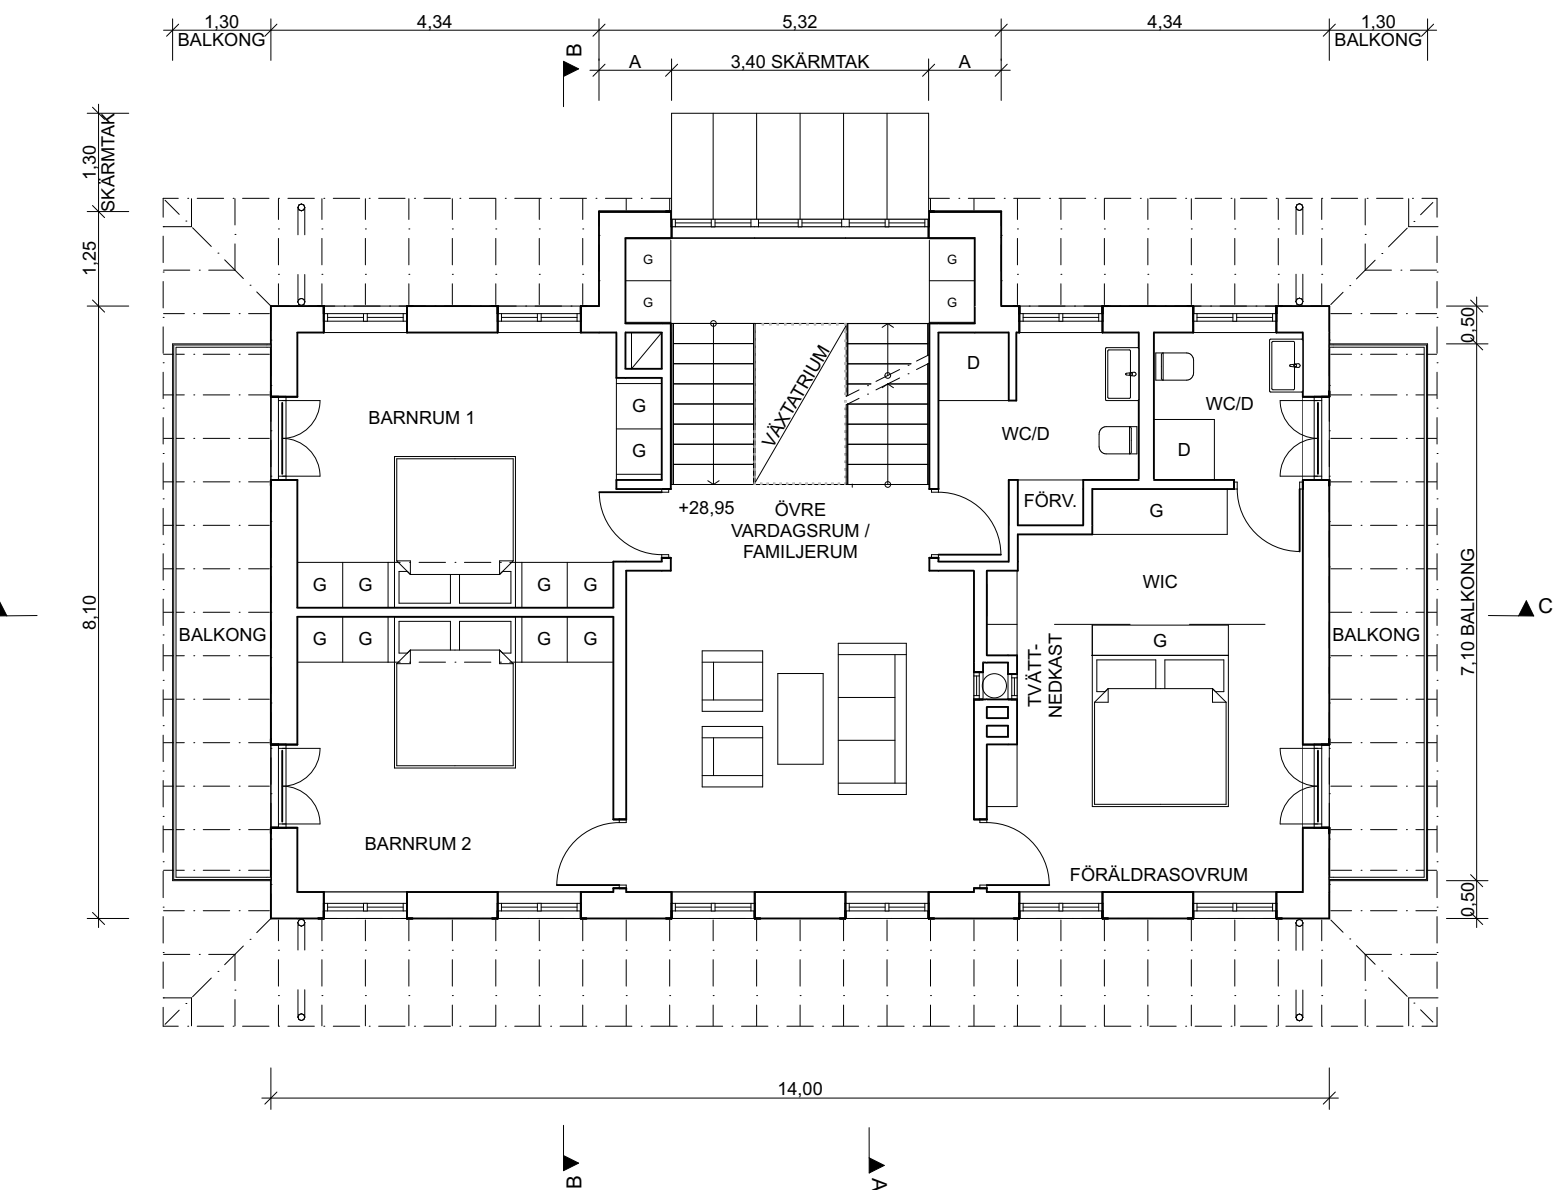 1,30
BALKONG
4,34
5,32
4,34
1,30
BALKONG
B
A
3,40 SKÄRMTAK
A
1,30
SKÄRMTAK
1,25
8,10
G
G
G
G
D
VÄXTATRIUM
BARNRUM 1
G
G
WC/D
WC/D
D
0,50
+28,95
ÖVRE
VARDAGSRUM /
FAMILJERUM
FÖRV.
G
G
G
G
G
WIC
BALKONG
G
G
G
G
G
TVÄTT-
NEDKAST
BALKONG
7,10 BALKONG
C
BARNRUM 2
FÖRÄLDRASOVRUM
0,50
14,00
B
A